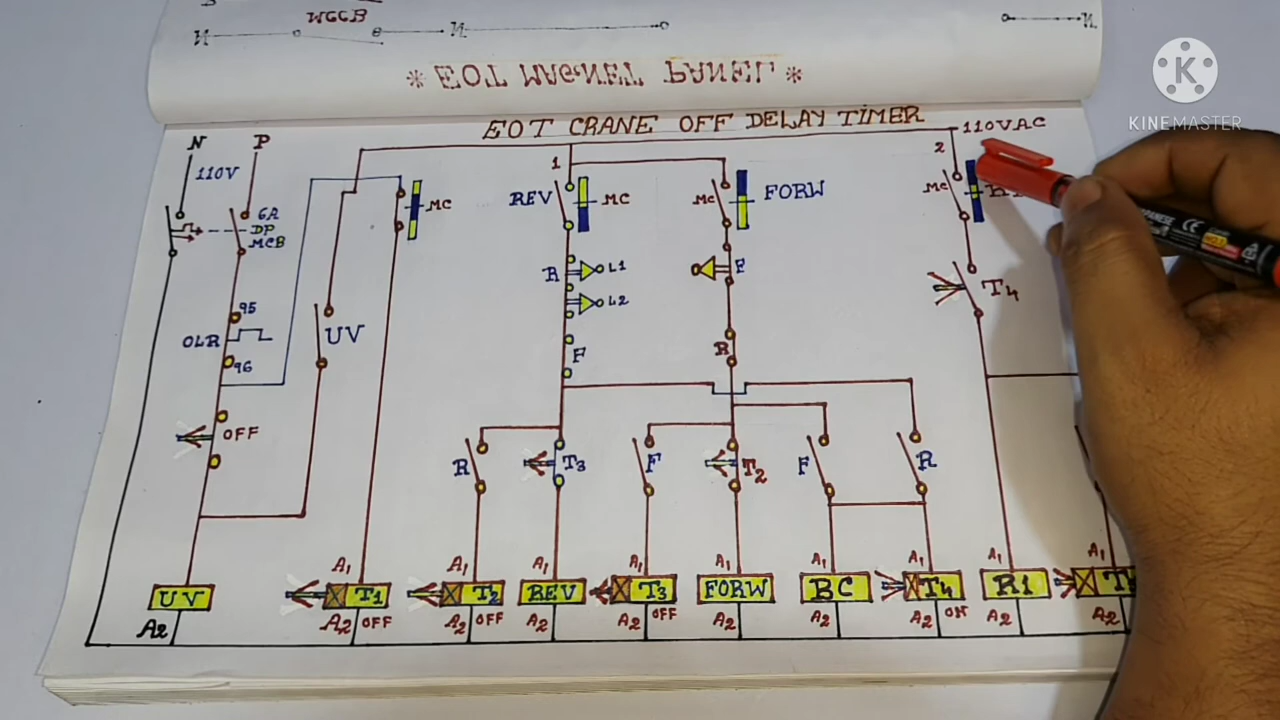 WGCB
N
N
N
* EOT MAGNET PANEL *
EOT CRANE OFF DELAY TİMER
KINEMASTER
N P
110V
110VAC
1
2
6A
DP
MCB
MC
REV
MC
MC
FORW
MC
R L1
L2
F
T4
95
OLR
96
UV
F
R
OFF
R
T3
F
T2
F
R
UV
A2
A1
T1
A2 OFF
A1
T2
A2 OFF
A1
REV
A2
A1
T3
A2 OFF
A1
FORW
A2
A1
BC
A2
A1
T4
A2 ON
A1
R1
A2
A1
A2